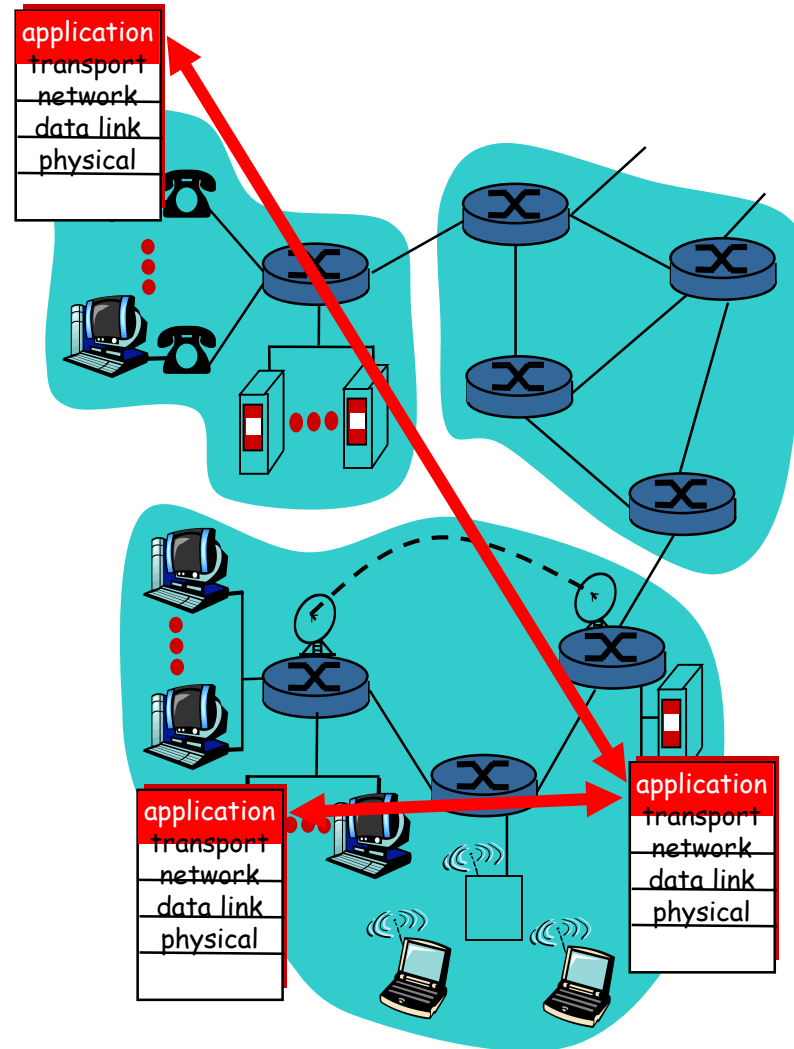 application
transport
network
data link
physical
application
transport
network
data link
physical
application
transport
network
data link
physical